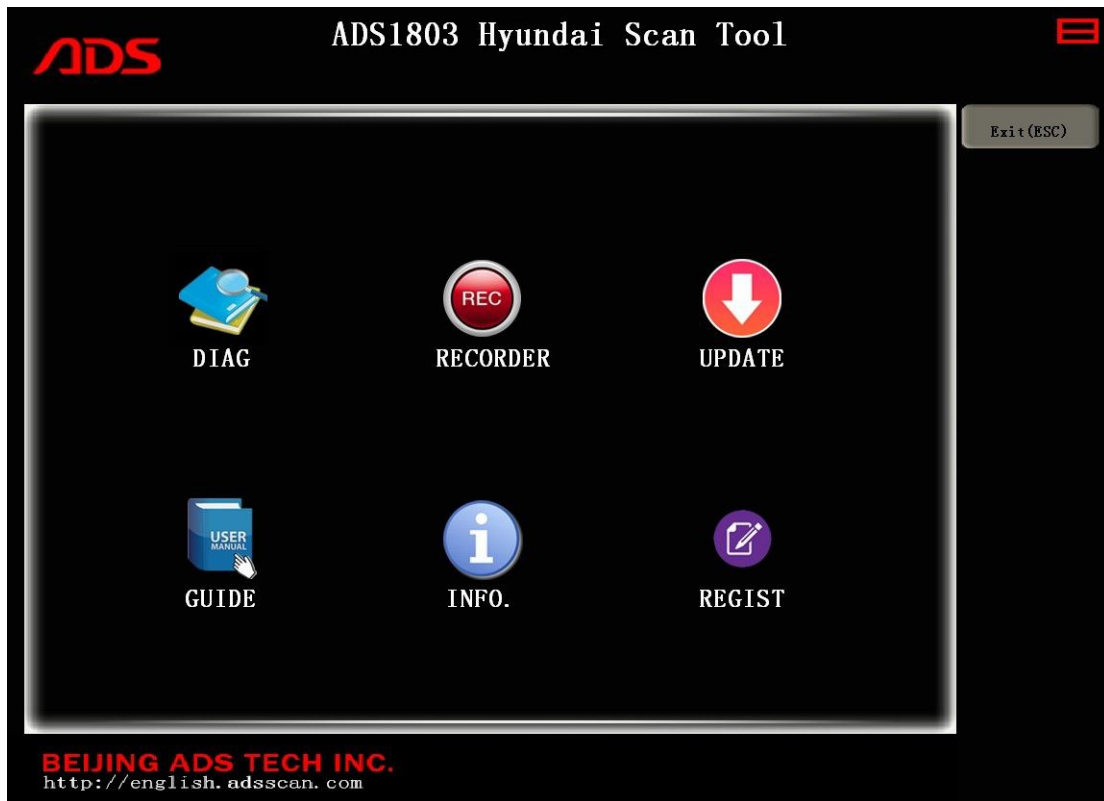 ADS
ADS1803 Hyundai Scan Tool
Exit(ESC)
REC
DIAG
RECORDER
UPDATE
USER
MANUAL
i
GUIDE
INFO.
REGIST
BEIJING ADS TECH INC.
http://english.adsscan.com